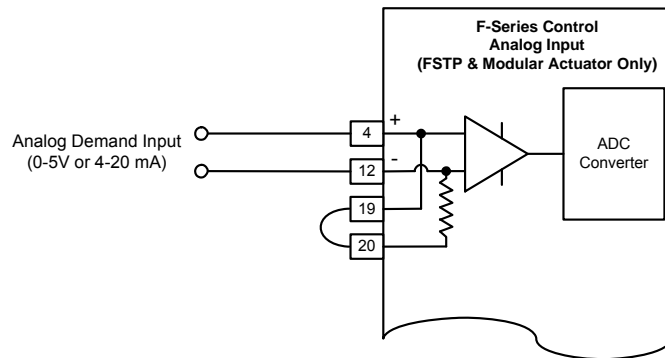 F-Series Control
Analog Input
(FSTP & Modular Actuator Only)
Analog Demand Input
(0-5V or 4-20 mA)
4
+
12
-
19
20
ADC
Converter